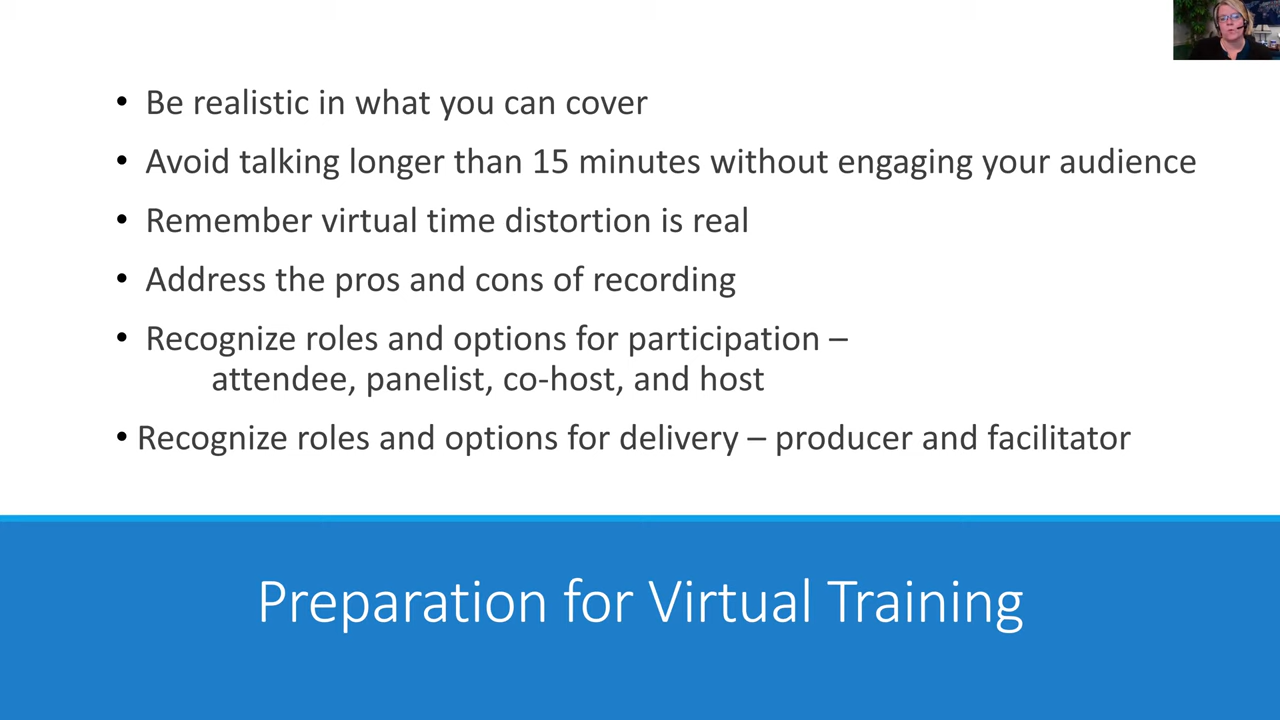 • Be realistic in what you can cover
• Avoid talking longer than 15 minutes without engaging your audience
• Remember virtual time distortion is real
• Address the pros and cons of recording
• Recognize roles and options for participation –
attendee, panelist, co-host, and host
• Recognize roles and options for delivery – producer and facilitator
Preparation for Virtual Training